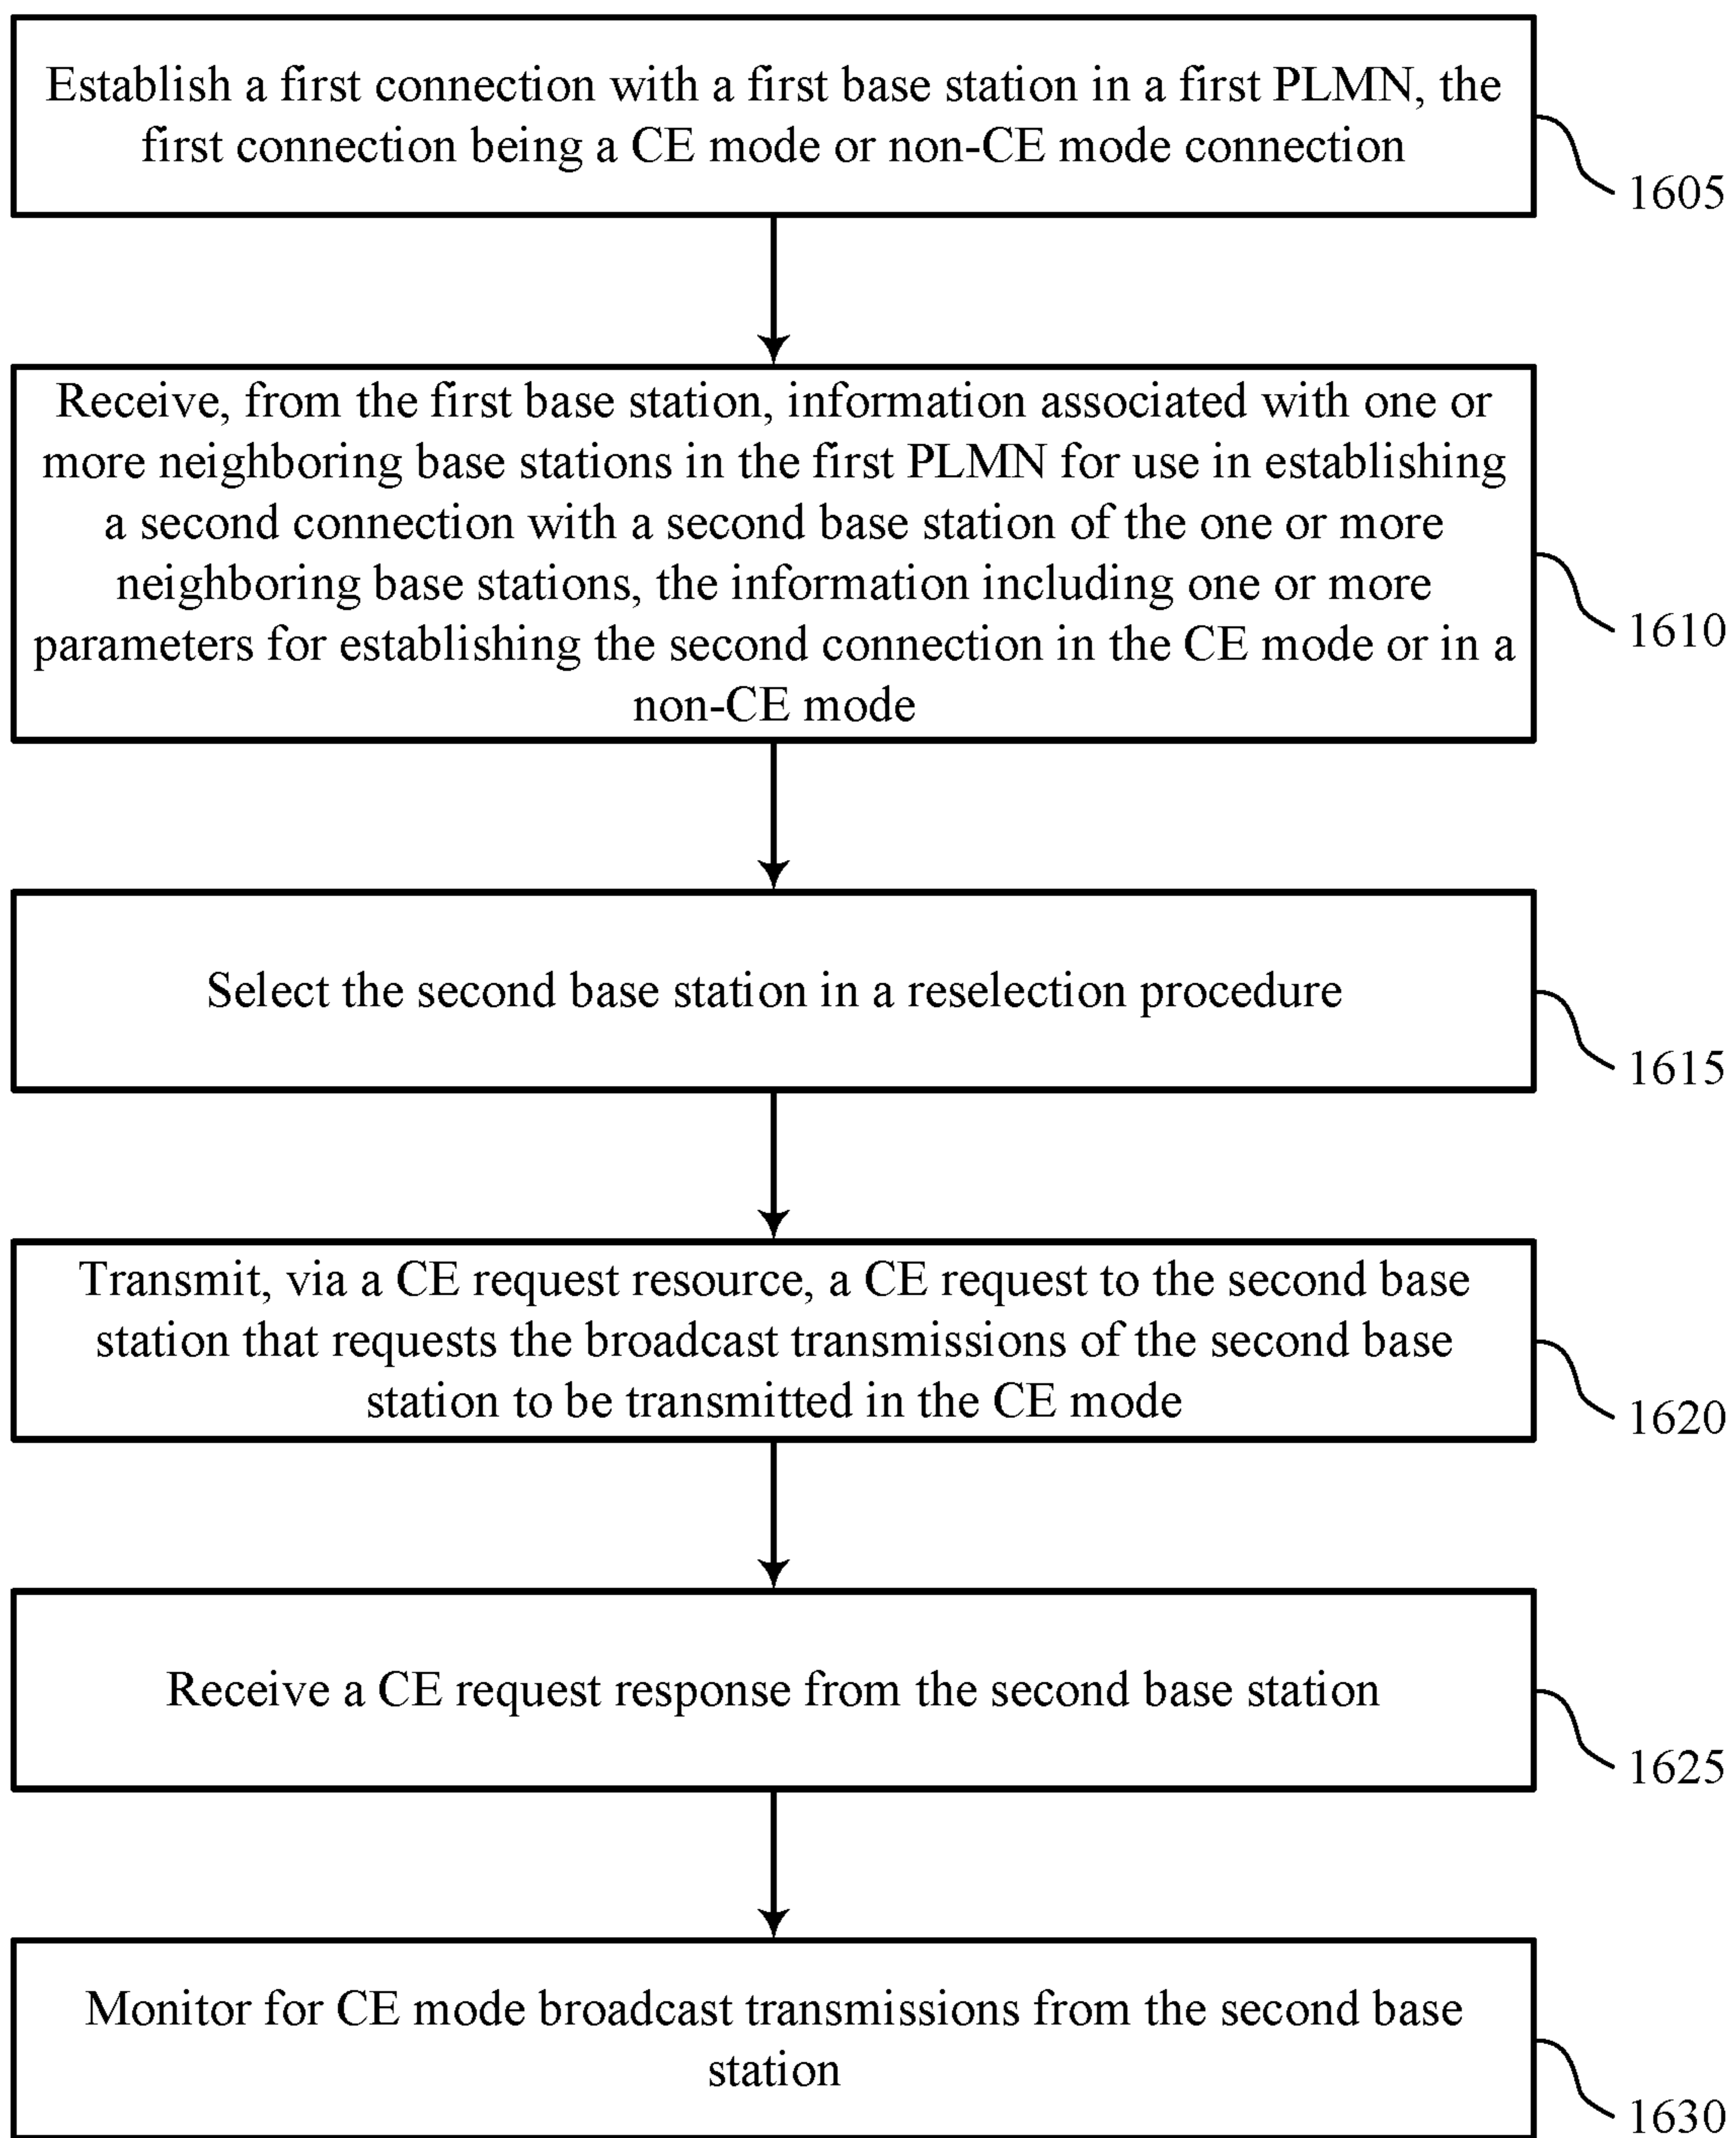 Establish a first connection with a first base station in a first PLMN, the
first connection being a CE mode or non-CE mode connection
1605
Receive, from the first base station, information associated with one or
more neighboring base stations in the first PLMN for use in establishing
a second connection with a second base station of the one or more
neighboring base stations, the information including one or more
parameters for establishing the second connection in the CE mode or in a
non-CE mode
1610
Select the second base station in a reselection procedure
1615
Transmit, via a CE request resource, a CE request to the second base
station that requests the broadcast transmissions of the second base
station to be transmitted in the CE mode
1620
Receive a CE request response from the second base station
1625
Monitor for CE mode broadcast transmissions from the second base
station
1630